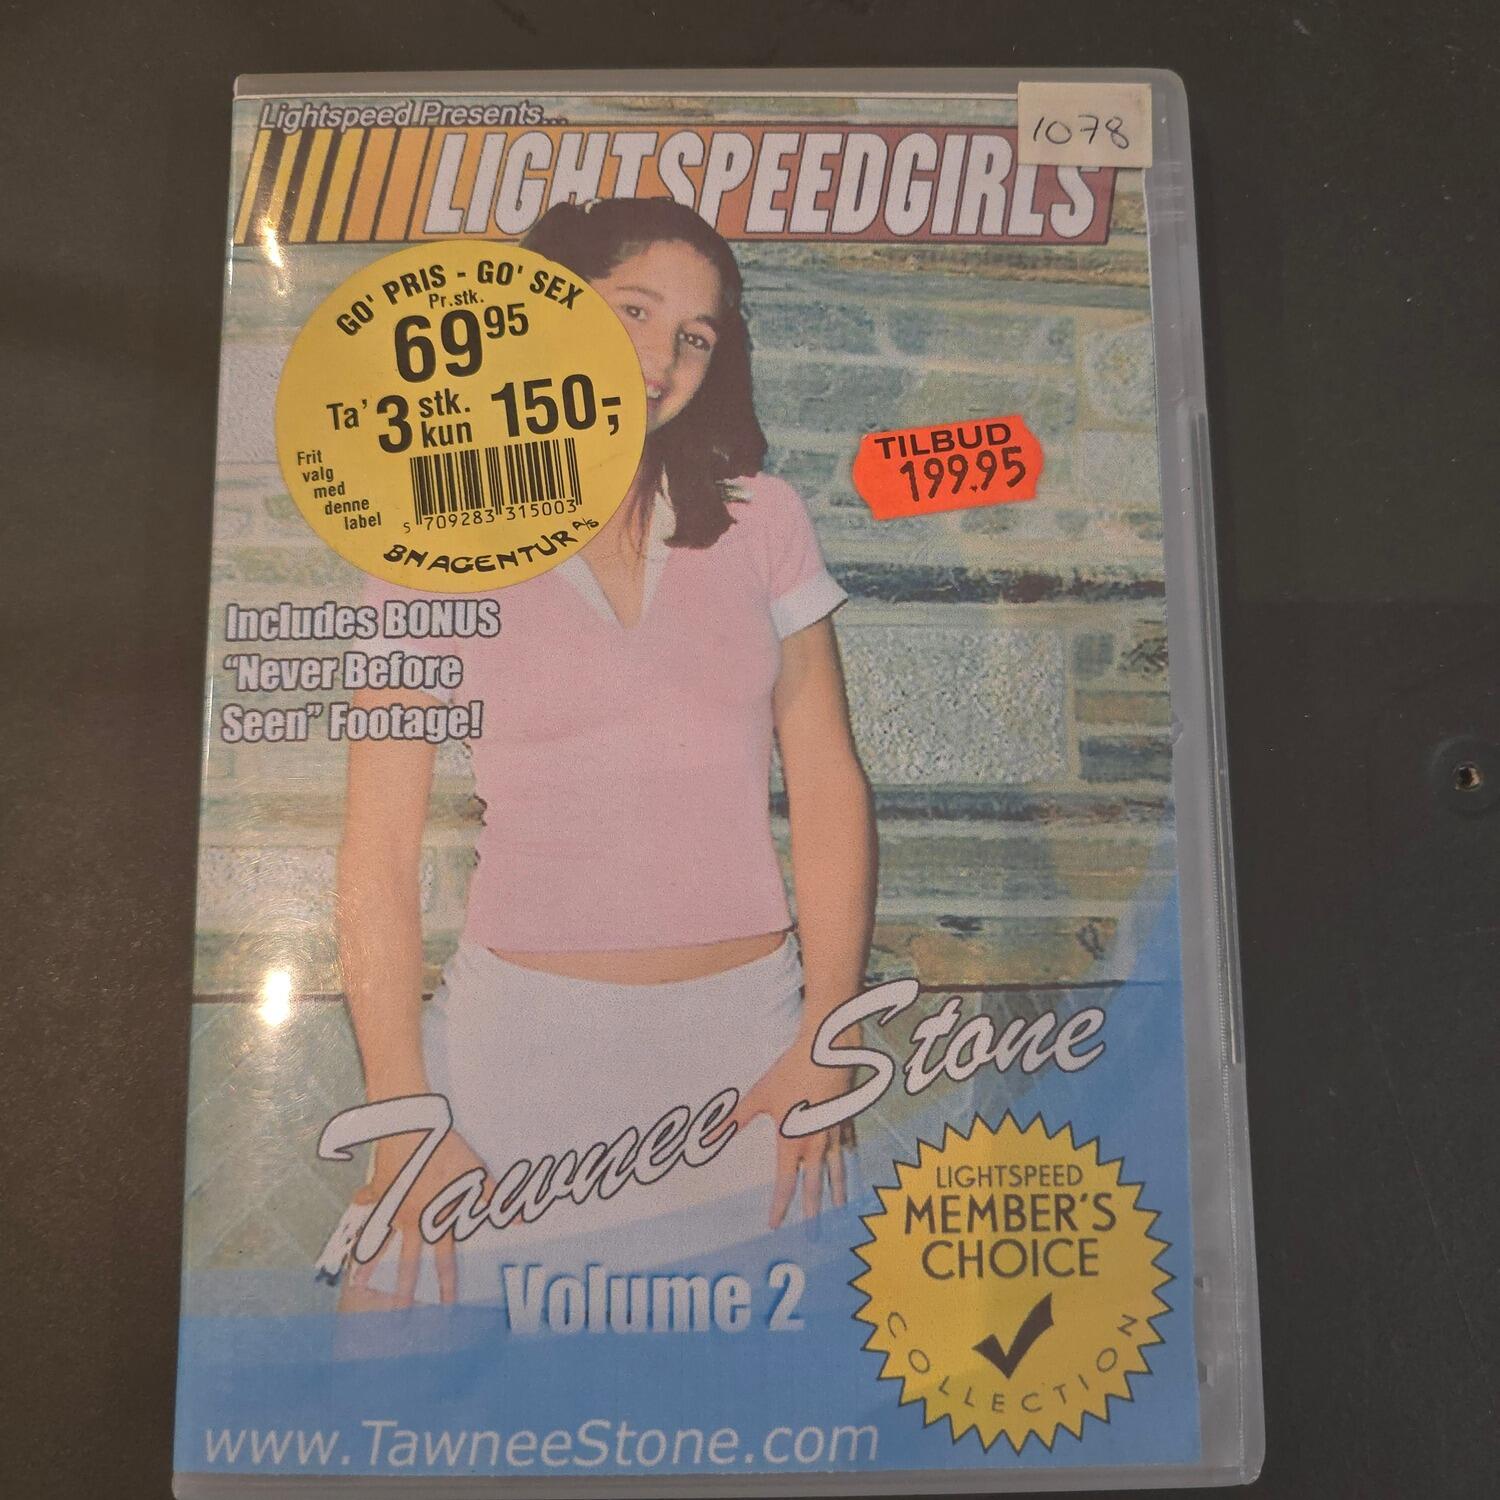 Lightspeed Presents...
LIGHTSPEEDGIRLS
1078
GO' PRIS - GO' SEX
Pr.stk.
69 95
Ta' 3 stk. kun 150,-
Frit
valg
med
denne
label
5 709283 315003
BN AGENTUR A/S
TILBUD
199.95
Includes BONUS
"Never Before
Seen" Footage!
Tawnee Stone
Volume 2
LIGHTSPEED
MEMBER'S
CHOICE
COLLECTION
www.TawneeStone.com